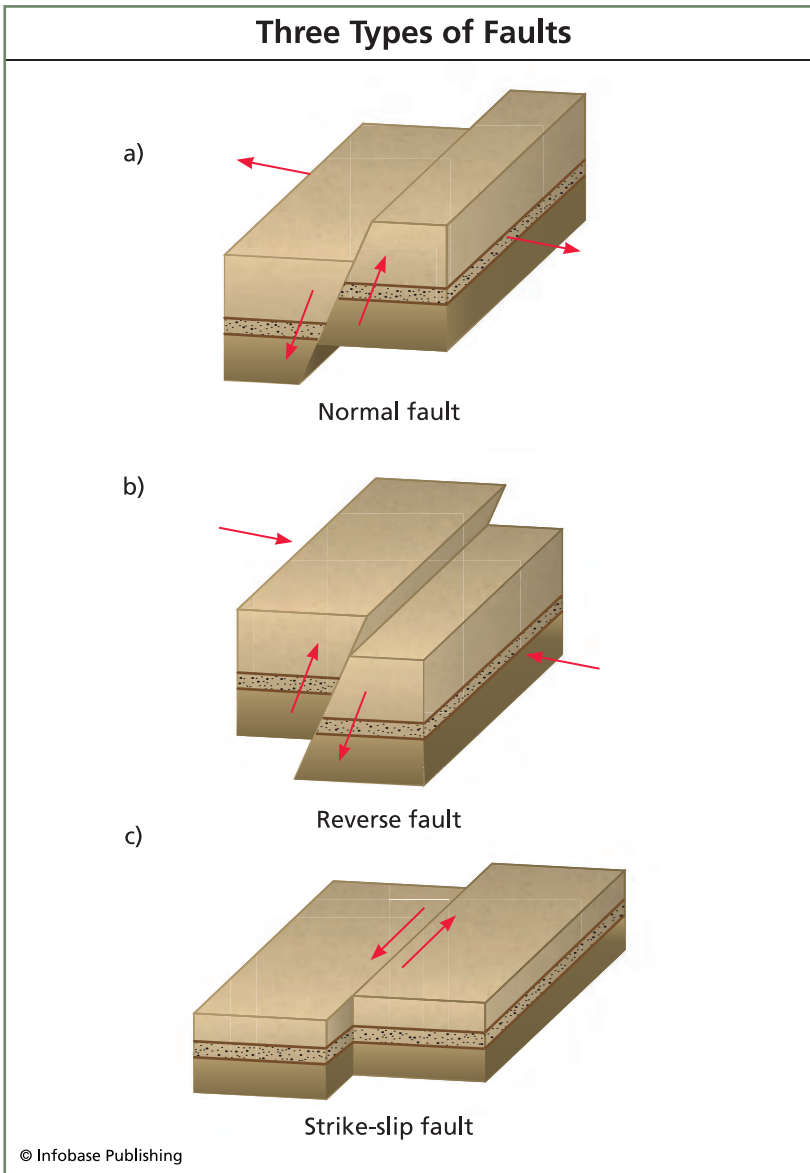 Three Types of Faults
a)
Normal fault
b)
Reverse fault
c)
Strike-slip fault
© Infobase Publishing